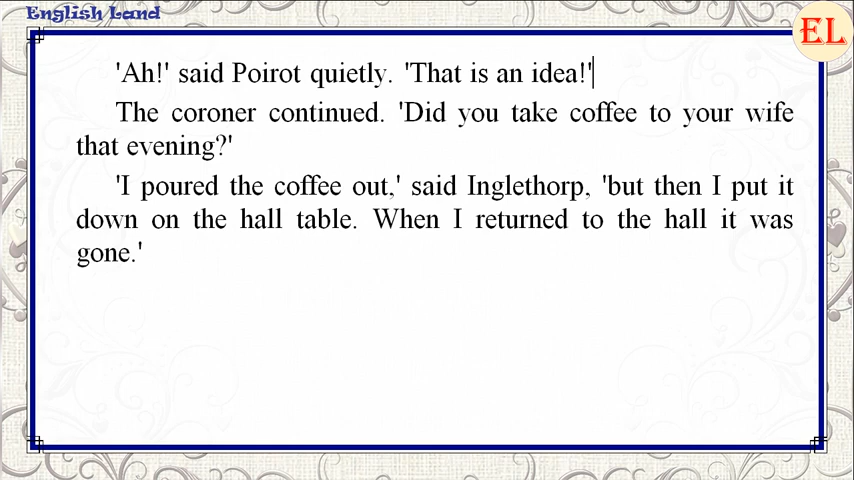 English Land
EL
'Ah!' said Poirot quietly. 'That is an idea!'
The coroner continued. 'Did you take coffee to your wife
that evening?'
'I poured the coffee out,' said Inglethorp, 'but then I put it
down on the hall table. When I returned to the hall it was
gone.'